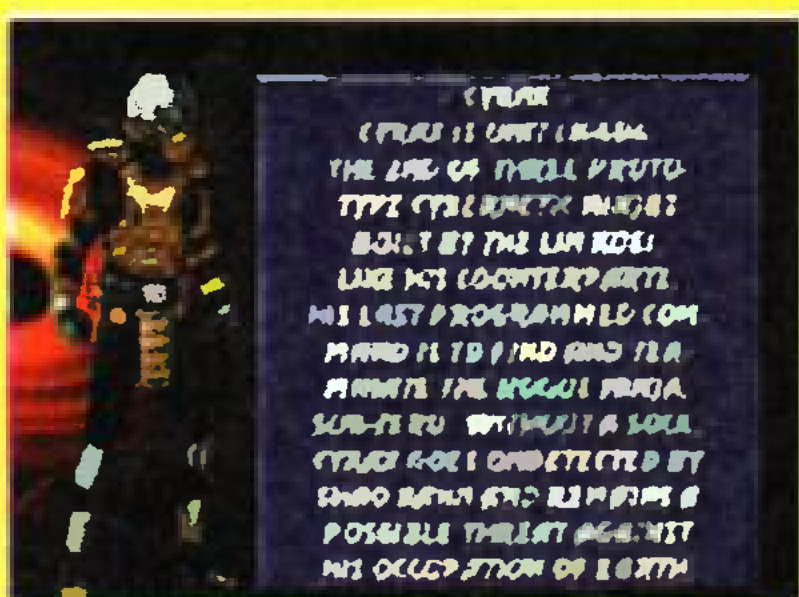 CYRAX
CYRAX IS UNIT
THE LINE OF THREE PROTO
TYPE CYBERNETIC NINJAS
BUILT BY THE LIN KUEI
LIKE HIS COUNTERPARTS
HIS LAST PROGRAMMED COM
MAND IS TO FIND AND TER
MINATE THE ROGUE NINJA
SUB-ZERO WITHOUT A SOUL
CYRAX GOES UNDETECTED BY
SHAO KAHN AND REMAINS A
POSSIBLE THREAT AGAINST
HIS OCCUPATION OF EARTH